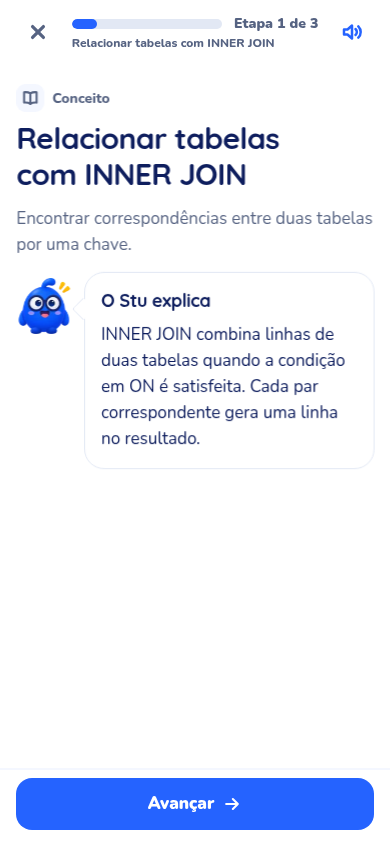 Etapa 1 de 3
Relacionar tabelas com INNER JOIN
Conceito
Relacionar tabelas
com INNER JOIN
Encontrar correspondências entre duas tabelas
por uma chave.
O Stu explica
INNER JOIN combina linhas de
duas tabelas quando a condição
em ON é satisfeita. Cada par
correspondente gera uma linha
no resultado.
Avançar